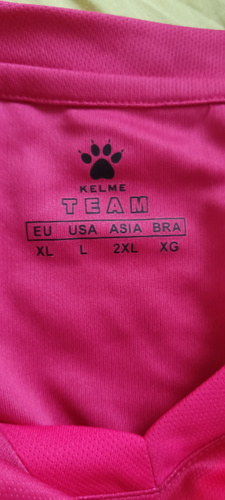 KELME
TEAM
EU USA ASIA BRA
XL L 2XL XG